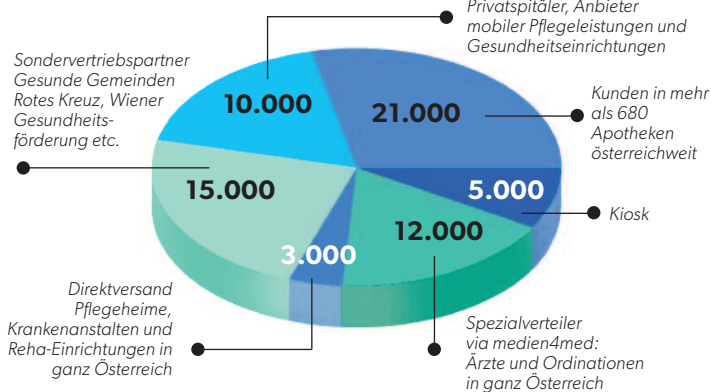 Privatspitäler, Anbieter
mobiler Pflegeleistungen und
Gesundheitseinrichtungen
Sondervertriebspartner
Gesunde Gemeinden
Rotes Kreuz, Wiener
Gesundheits-
förderung etc.
10.000
21.000
Kunden in mehr
als 680
Apotheken
österreichweit
15.000
5.000
Kiosk
12.000
3.000
Direktversand
Pflegeheime,
Krankenanstalten und
Reha-Einrichtungen in
ganz Österreich
Spezialverteiler
via medien4med:
Ärzte und Ordinationen
in ganz Österreich